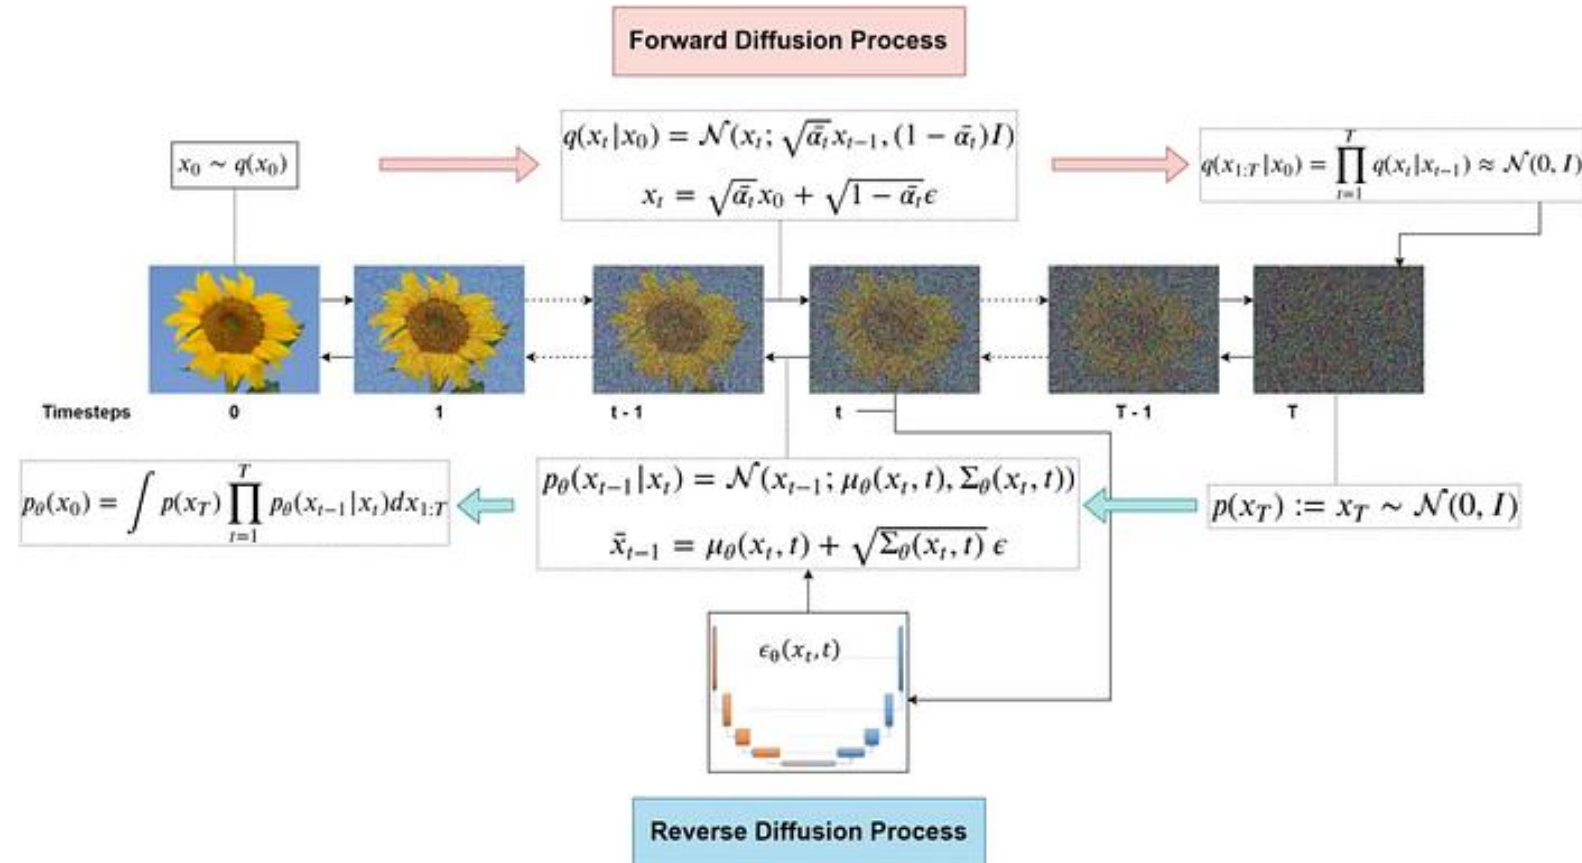 Forward Diffusion Process
x₀ ∼ q(x₀)
q(xₜ|x₀) = 𝒩(xₜ; √ᾱₜ xₜ₋₁, (1 − ᾱₜ)I)
xₜ = √ᾱₜ x₀ + √(1 − ᾱₜ) ϵ
q(x₁:T|x₀) = ∏ₜ₌₁ᵀ q(xₜ|xₜ₋₁) ≈ 𝒩(0, I)
Timesteps 0 1 t - 1 t T - 1 T
p_θ(x₀) = ∫ p(x_T) ∏ₜ₌₁ᵀ p_θ(xₜ₋₁|xₜ)dx₁:T
p_θ(xₜ₋₁|xₜ) = 𝒩(xₜ₋₁; μ_θ(xₜ, t), Σ_θ(xₜ, t))
x̄ₜ₋₁ = μ_θ(xₜ, t) + √(Σ_θ(xₜ, t)) ϵ
p(x_T) := x_T ∼ 𝒩(0, I)
ϵ_θ(xₜ, t)
Reverse Diffusion Process